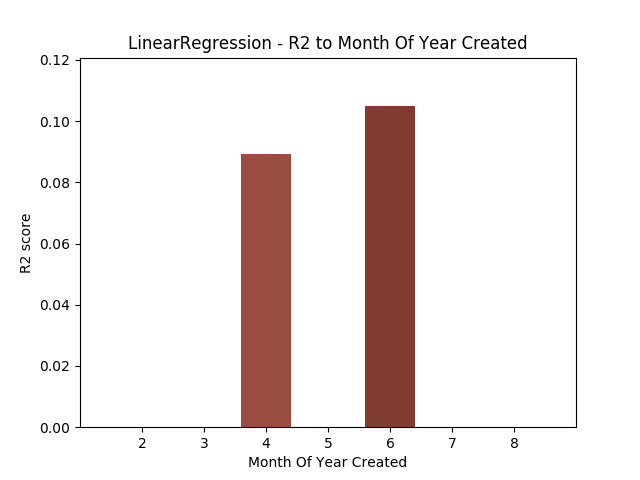 LinearRegression - R2 to Month Of Year Created
0.12
0.10
0.08
0.06
0.04
0.02
0.00
R2 score
2 3 4 5 6 7 8
Month Of Year Created